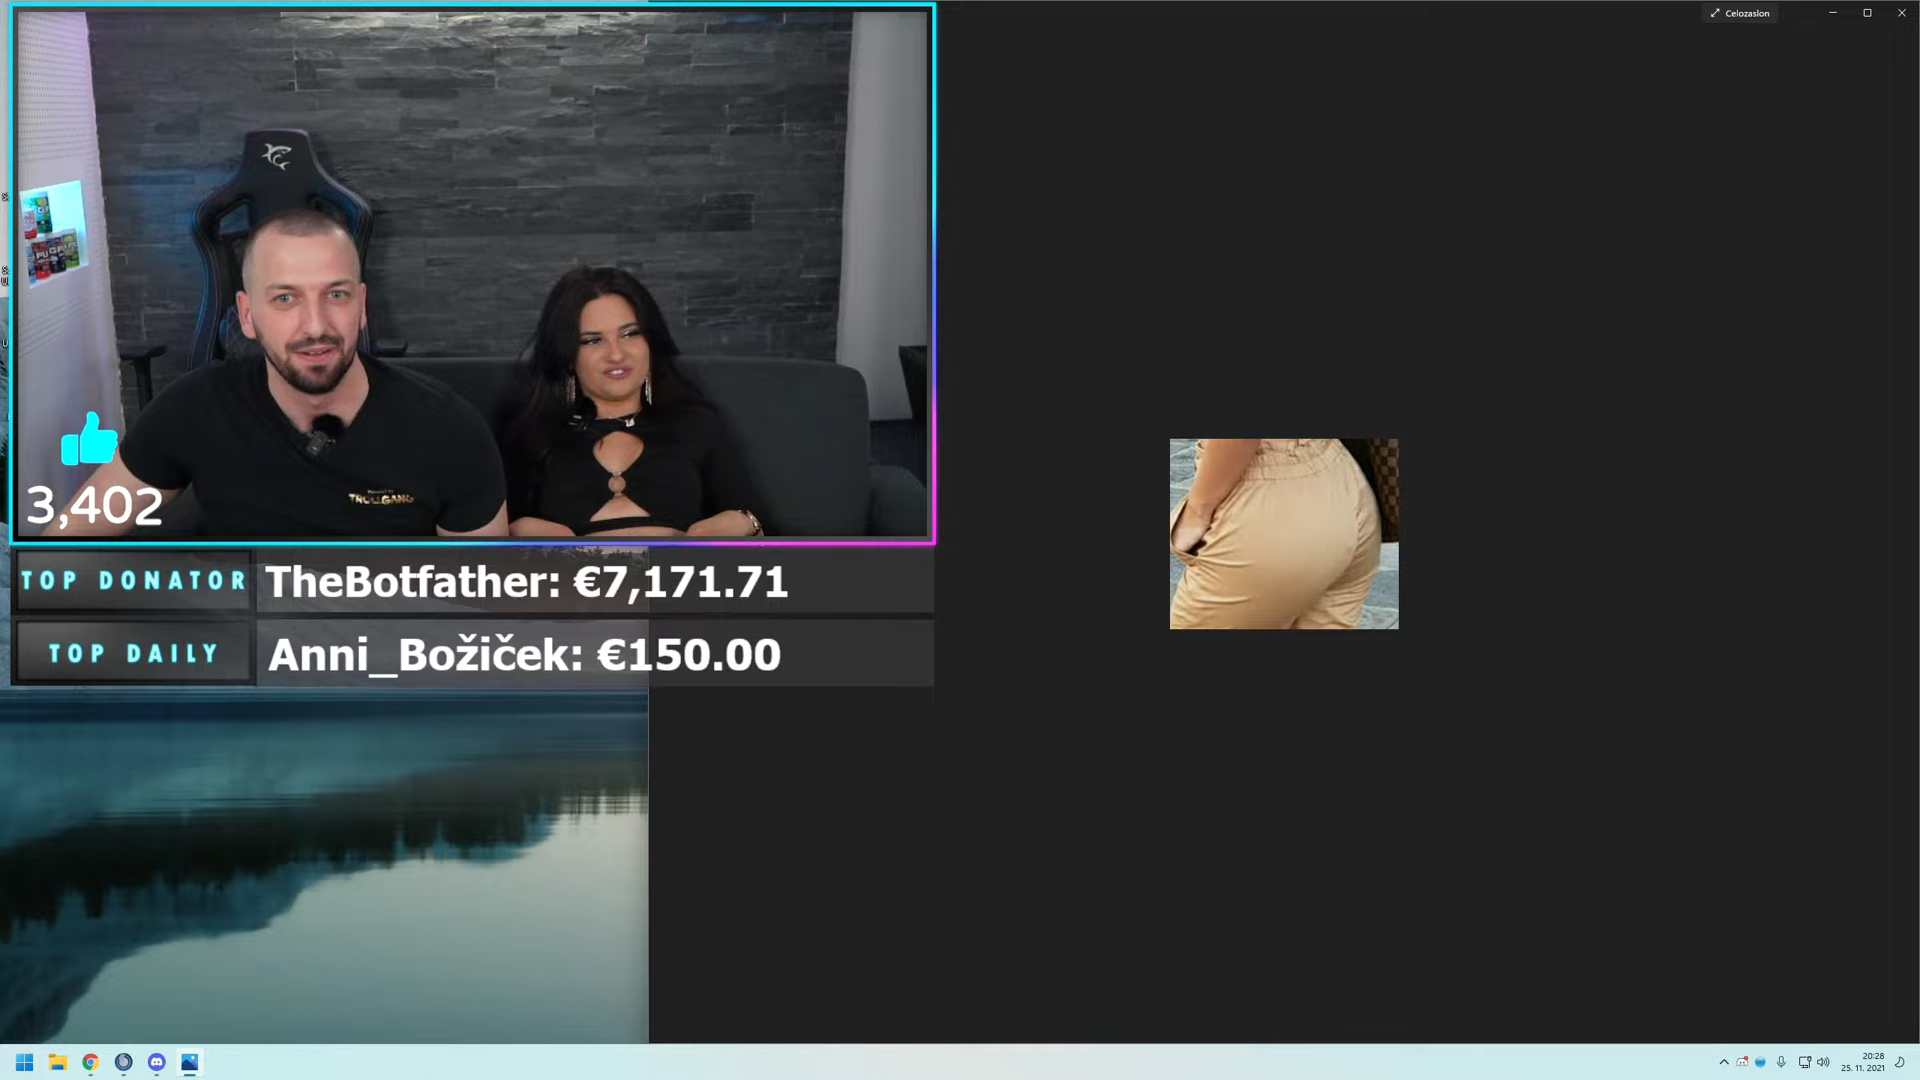 Celozaslon
TROLLGANG
3,402
TOP DONATOR
TheBotfather: €7,171.71
TOP DAILY
Anni_Božiček: €150.00
20:28
25. 11. 2021